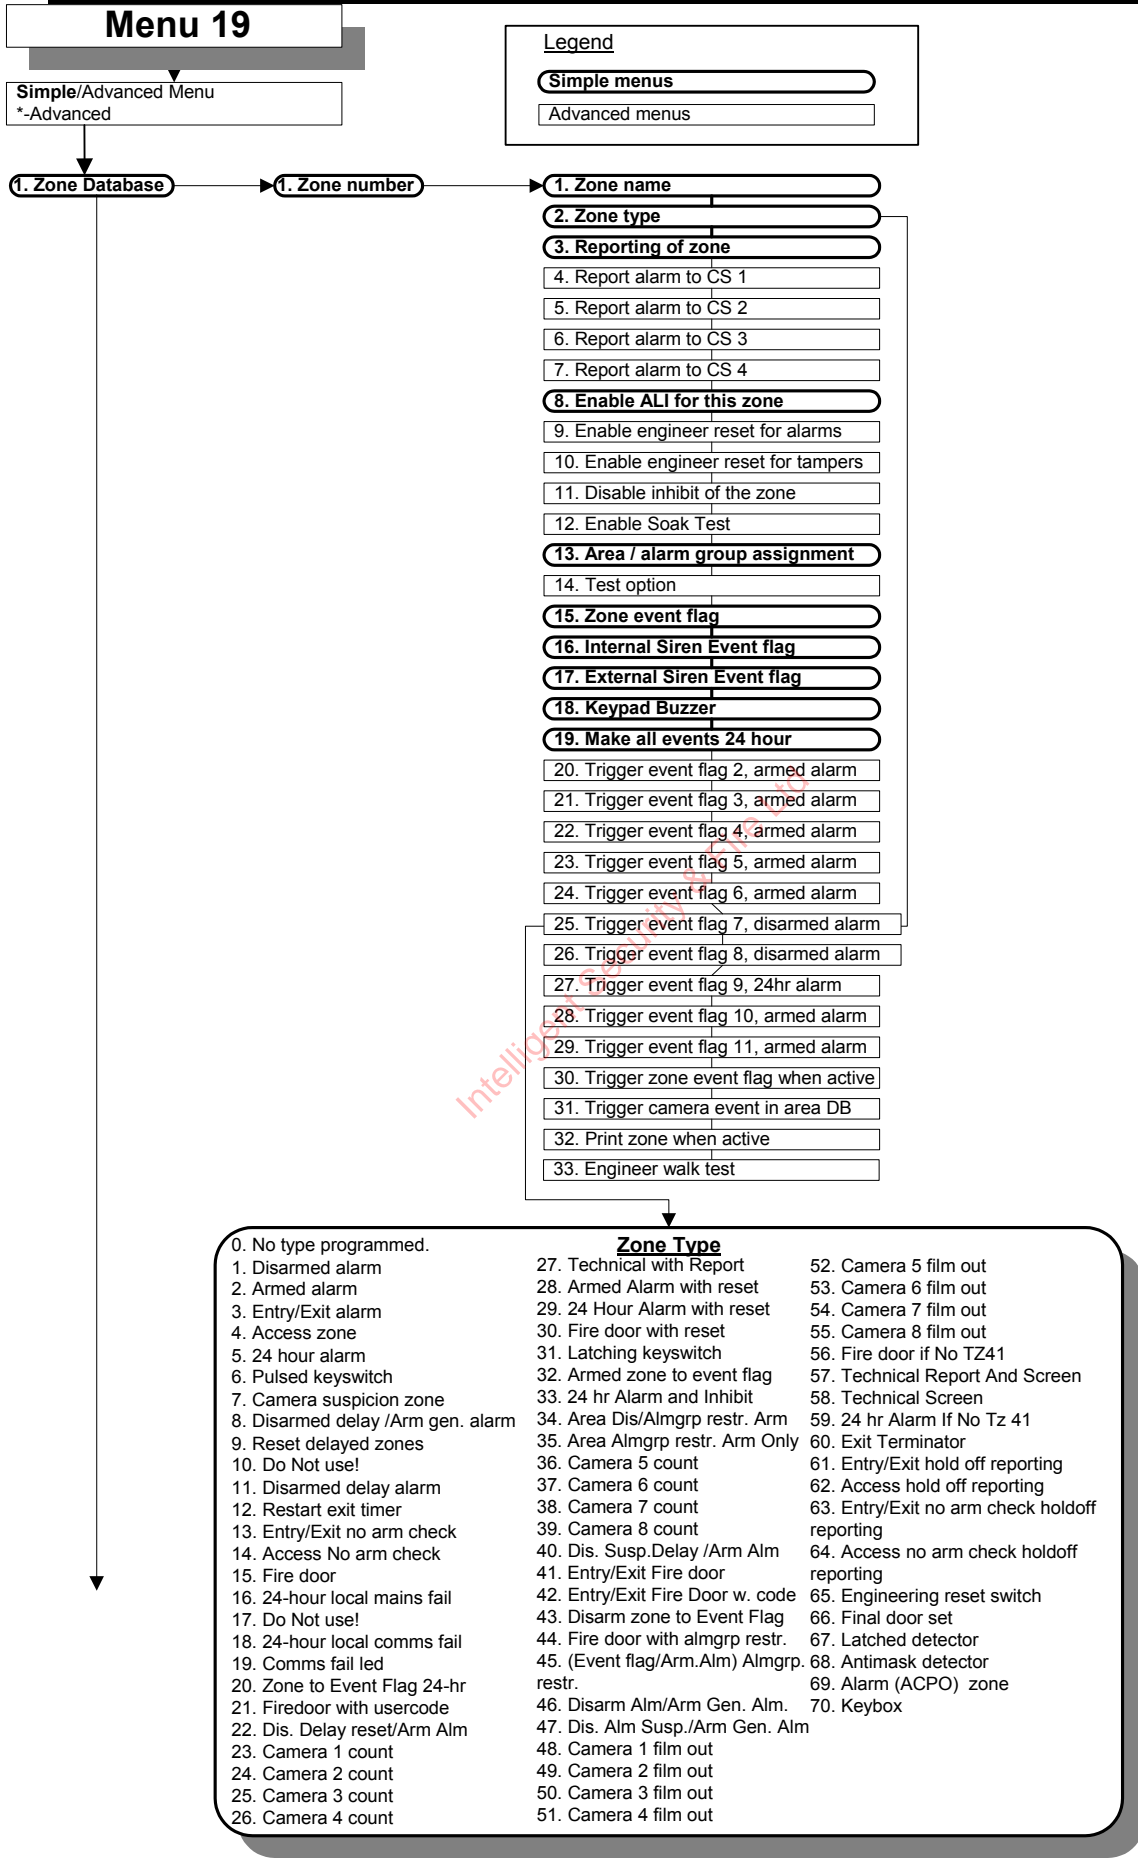 Menu 19
Legend
Simple menus
Advanced menus
Simple/Advanced Menu
*-Advanced
1. Zone Database
1. Zone number
1. Zone name
2. Zone type
3. Reporting of zone
4. Report alarm to CS 1
5. Report alarm to CS 2
6. Report alarm to CS 3
7. Report alarm to CS 4
8. Enable ALI for this zone
9. Enable engineer reset for alarms
10. Enable engineer reset for tampers
11. Disable inhibit of the zone
12. Enable Soak Test
13. Area / alarm group assignment
14. Test option
15. Zone event flag
16. Internal Siren Event flag
17. External Siren Event flag
18. Keypad Buzzer
19. Make all events 24 hour
20. Trigger event flag 2, armed alarm
21. Trigger event flag 3, armed alarm
22. Trigger event flag 4, armed alarm
23. Trigger event flag 5, armed alarm
24. Trigger event flag 6, armed alarm
25. Trigger event flag 7, disarmed alarm
26. Trigger event flag 8, disarmed alarm
27. Trigger event flag 9, 24hr alarm
28. Trigger event flag 10, armed alarm
29. Trigger event flag 11, armed alarm
30. Trigger zone event flag when active
31. Trigger camera event in area DB
32. Print zone when active
33. Engineer walk test
Intelligent Security & Fire Ltd
Zone Type
0. No type programmed.
1. Disarmed alarm
2. Armed alarm
3. Entry/Exit alarm
4. Access zone
5. 24 hour alarm
6. Pulsed keyswitch
7. Camera suspicion zone
8. Disarmed delay /Arm gen. alarm
9. Reset delayed zones
10. Do Not use!
11. Disarmed delay alarm
12. Restart exit timer
13. Entry/Exit no arm check
14. Access No arm check
15. Fire door
16. 24-hour local mains fail
17. Do Not use!
18. 24-hour local comms fail
19. Comms fail led
20. Zone to Event Flag 24-hr
21. Firedoor with usercode
22. Dis. Delay reset/Arm Alm
23. Camera 1 count
24. Camera 2 count
25. Camera 3 count
26. Camera 4 count
27. Technical with Report
28. Armed Alarm with reset
29. 24 Hour Alarm with reset
30. Fire door with reset
31. Latching keyswitch
32. Armed zone to event flag
33. 24 hr Alarm and Inhibit
34. Area Dis/Almgrp restr. Arm
35. Area Almgrp restr. Arm Only
36. Camera 5 count
37. Camera 6 count
38. Camera 7 count
39. Camera 8 count
40. Dis. Susp.Delay /Arm Alm
41. Entry/Exit Fire door
42. Entry/Exit Fire Door w. code
43. Disarm zone to Event Flag
44. Fire door with almgrp restr.
45. (Event flag/Arm.Alm) Almgrp.
restr.
46. Disarm Alm/Arm Gen. Alm.
47. Dis. Alm Susp./Arm Gen. Alm
48. Camera 1 film out
49. Camera 2 film out
50. Camera 3 film out
51. Camera 4 film out
52. Camera 5 film out
53. Camera 6 film out
54. Camera 7 film out
55. Camera 8 film out
56. Fire door if No TZ41
57. Technical Report And Screen
58. Technical Screen
59. 24 hr Alarm If No Tz 41
60. Exit Terminator
61. Entry/Exit hold off reporting
62. Access hold off reporting
63. Entry/Exit no arm check holdoff
reporting
64. Access no arm check holdoff
reporting
65. Engineering reset switch
66. Final door set
67. Latched detector
68. Antimask detector
69. Alarm (ACPO) zone
70. Keybox